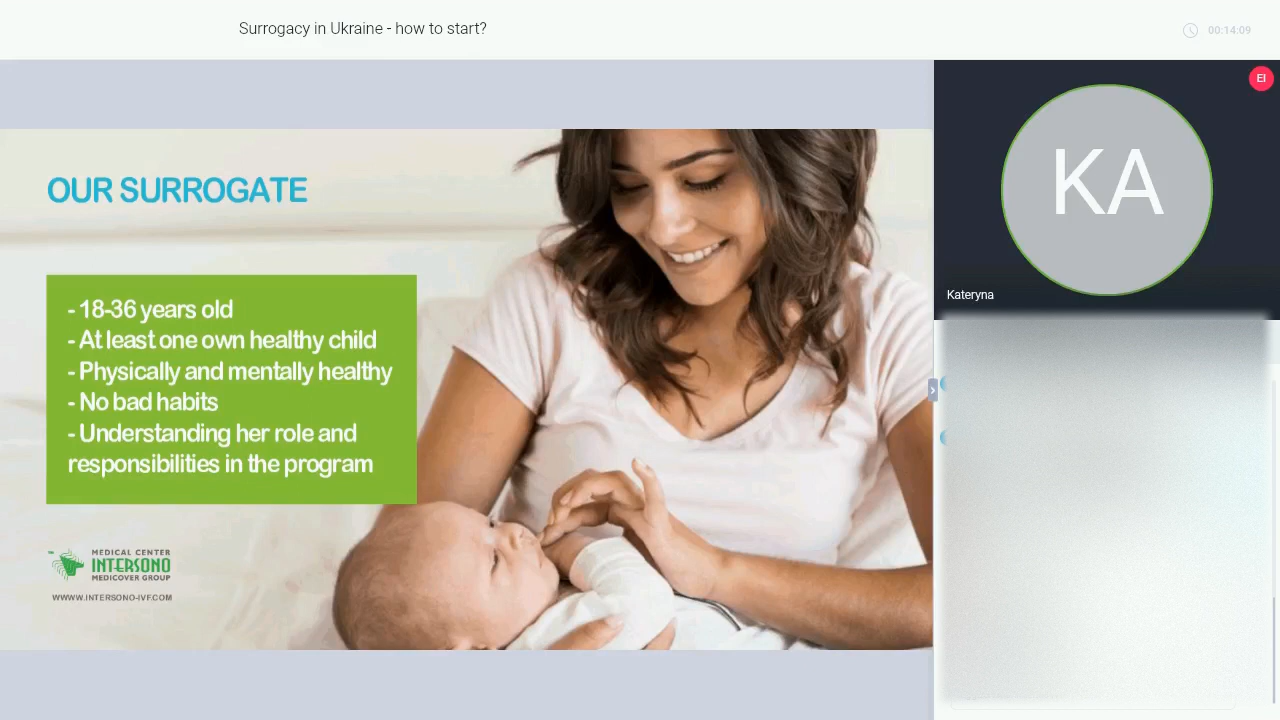 Surrogacy in Ukraine - how to start?
00:14:09
OUR SURROGATE
- 18-36 years old
- At least one own healthy child
- Physically and mentally healthy
- No bad habits
- Understanding her role and
responsibilities in the program
MEDICAL CENTER
INTERSONO
MEDICOVER GROUP
WWWW.INTERSONO-IVF.COM
EI
KA
Kateryna